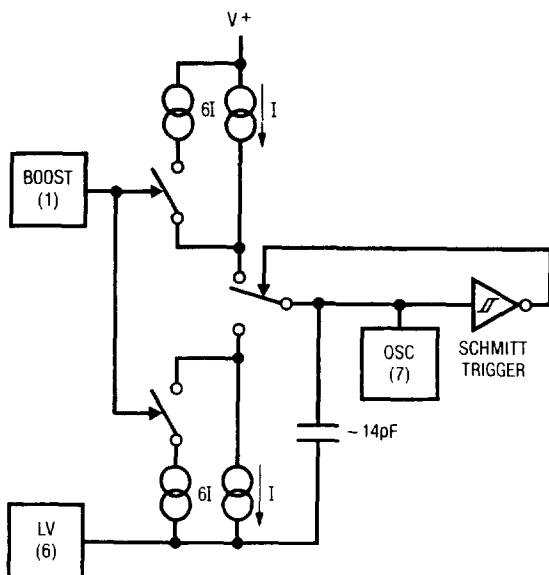 V+
6I
I
BOOST
(1)
OSC
(7)
SCHMITT
TRIGGER
~14pF
6I
I
LV
(6)